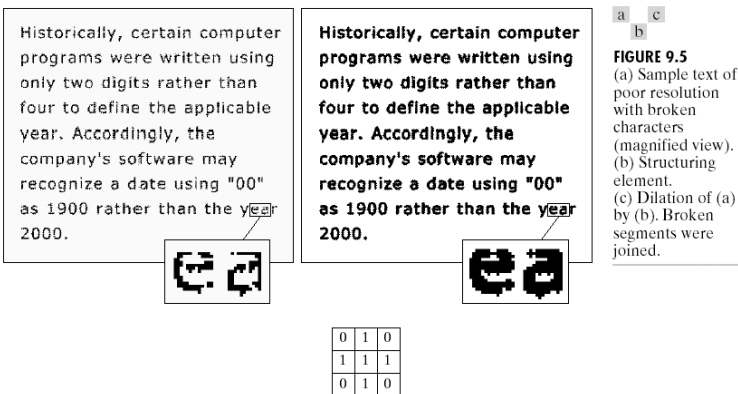 Historically, certain computer
programs were written using
only two digits rather than
four to define the applicable
year. Accordingly, the
company's software may
recognize a date using "00"
as 1900 rather than the year
2000.
ea
Historically, certain computer
programs were written using
only two digits rather than
four to define the applicable
year. Accordingly, the
company's software may
recognize a date using "00"
as 1900 rather than the year
2000.
ea
a c
b
FIGURE 9.5
(a) Sample text of
poor resolution
with broken
characters
(magnified view).
(b) Structuring
element.
(c) Dilation of (a)
by (b). Broken
segments were
joined.
0 1 0
1 1 1
0 1 0